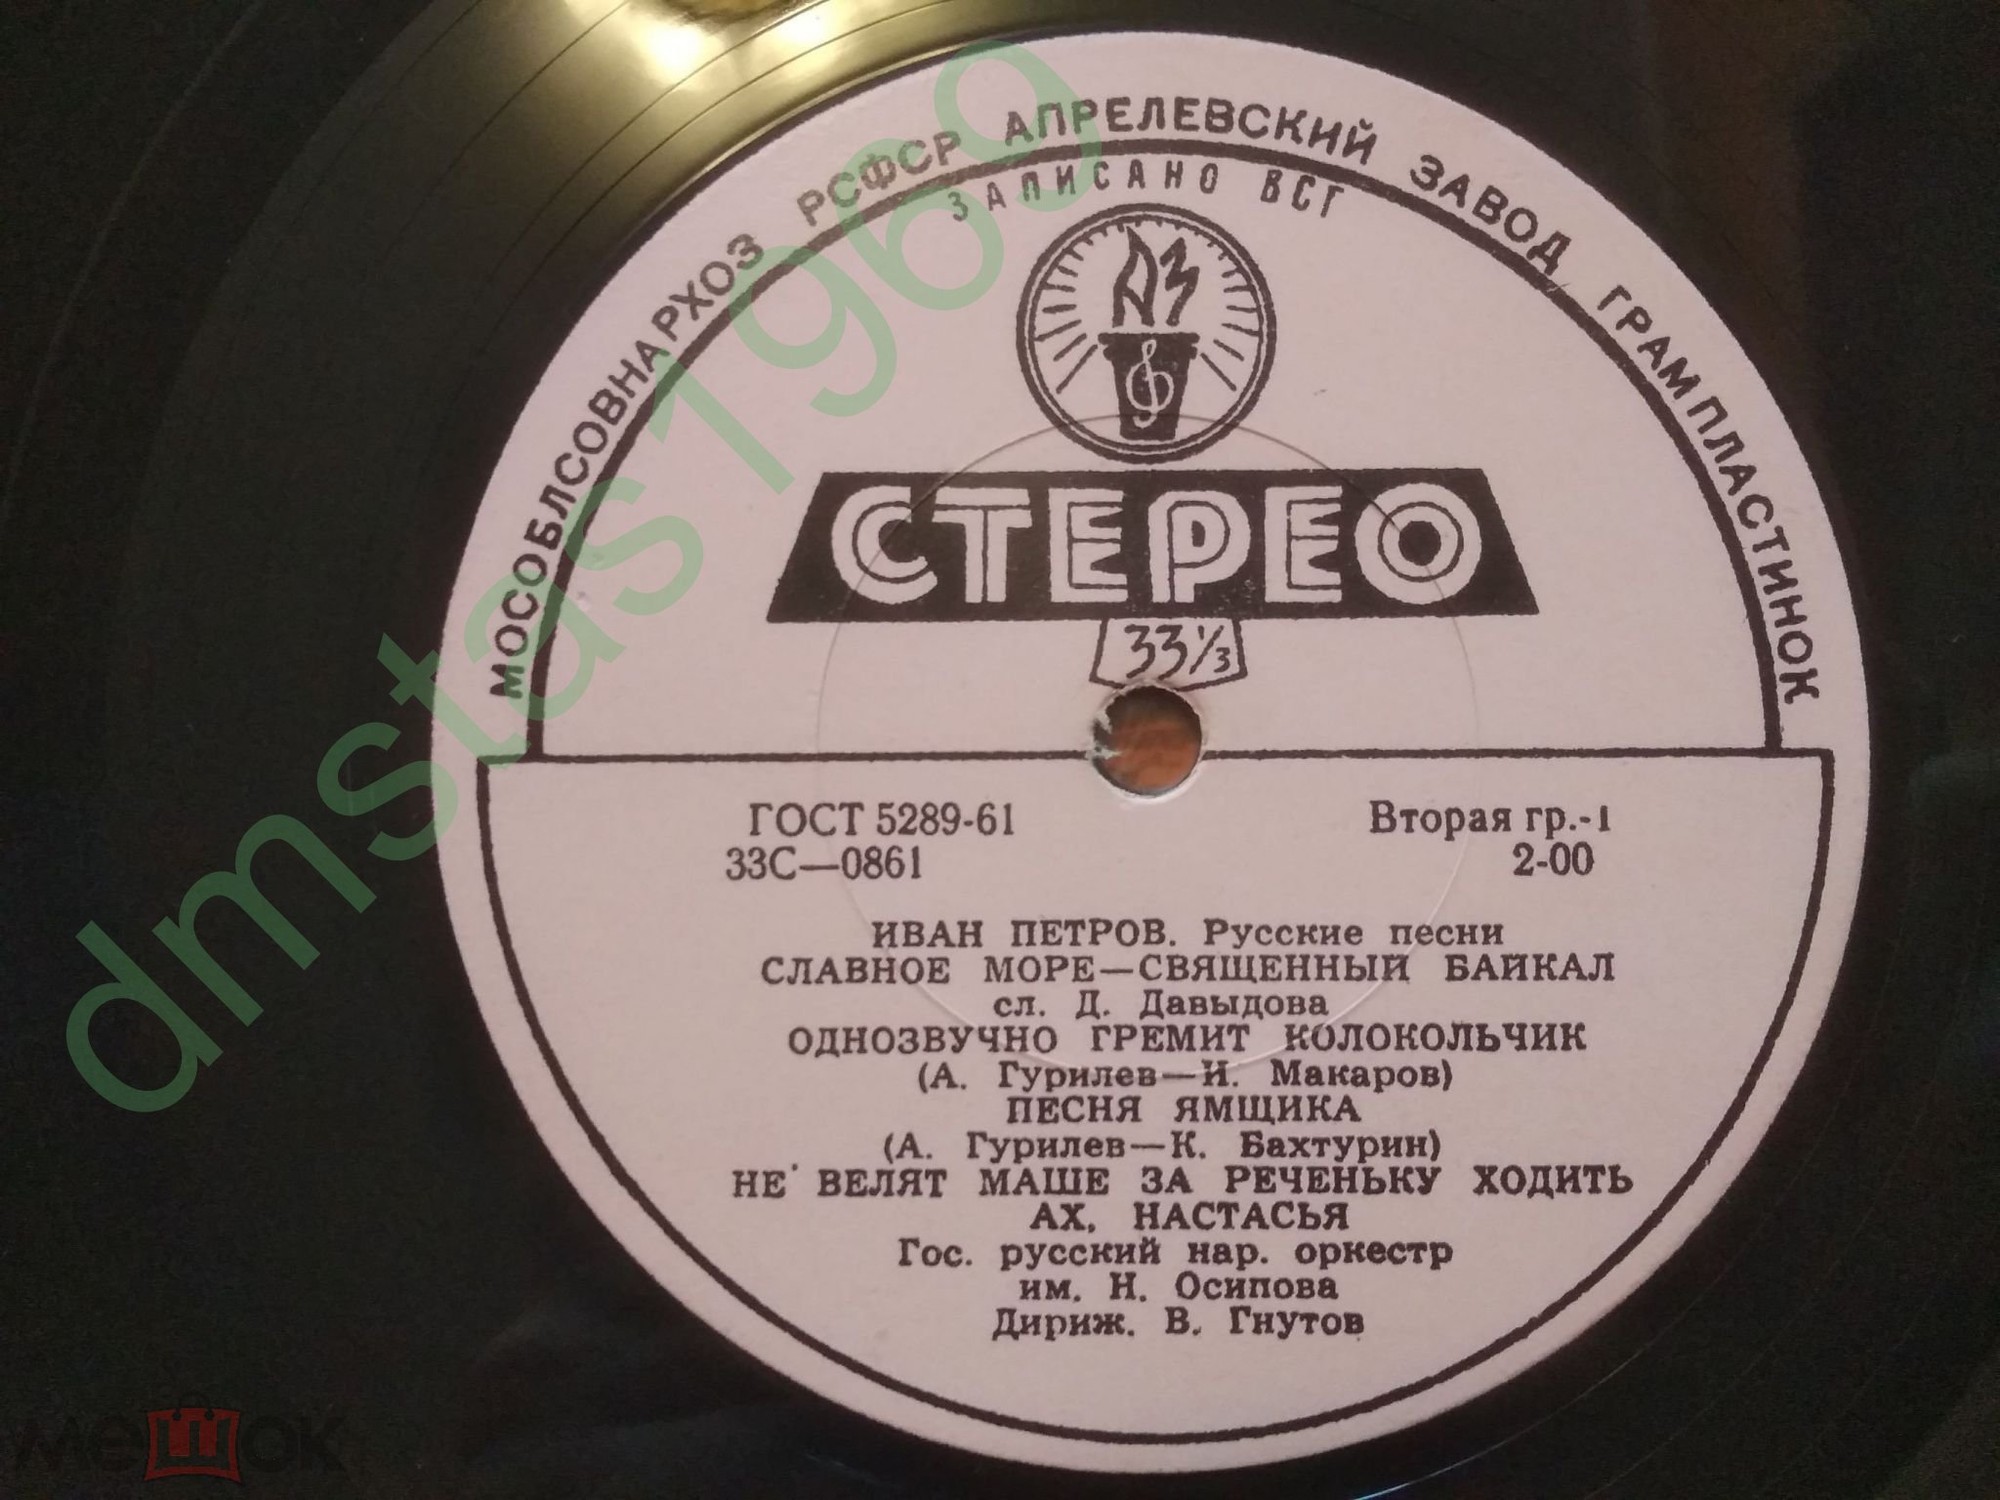 МОСОБЛСОВНАРХОЗ РСФСР АПРЕЛЕВСКИЙ ЗАВОД ГРАМПЛАСТИНОК
ЗАПИСАНО ВСГ
АЗ
СТЕРЕО
33⅓
ГОСТ 5289-61 Вторая гр.-1
33С—0861 2-00
ИВАН ПЕТРОВ. Русские песни
СЛАВНОЕ МОРЕ—СВЯЩЕННЫЙ БАЙКАЛ
сл. Д. Давыдова
ОДНОЗВУЧНО ГРЕМИТ КОЛОКОЛЬЧИК
(А. Гурилев—И. Макаров)
ПЕСНЯ ЯМЩИКА
(А. Гурилев—К. Бахтурин)
НЕ ВЕЛЯТ МАШЕ ЗА РЕЧЕНЬКУ ХОДИТЬ
АХ, НАСТАСЬЯ
Гос. русский нар. оркестр
им. Н. Осипова
Дириж. В. Гнутов
dmstas1969
мешок